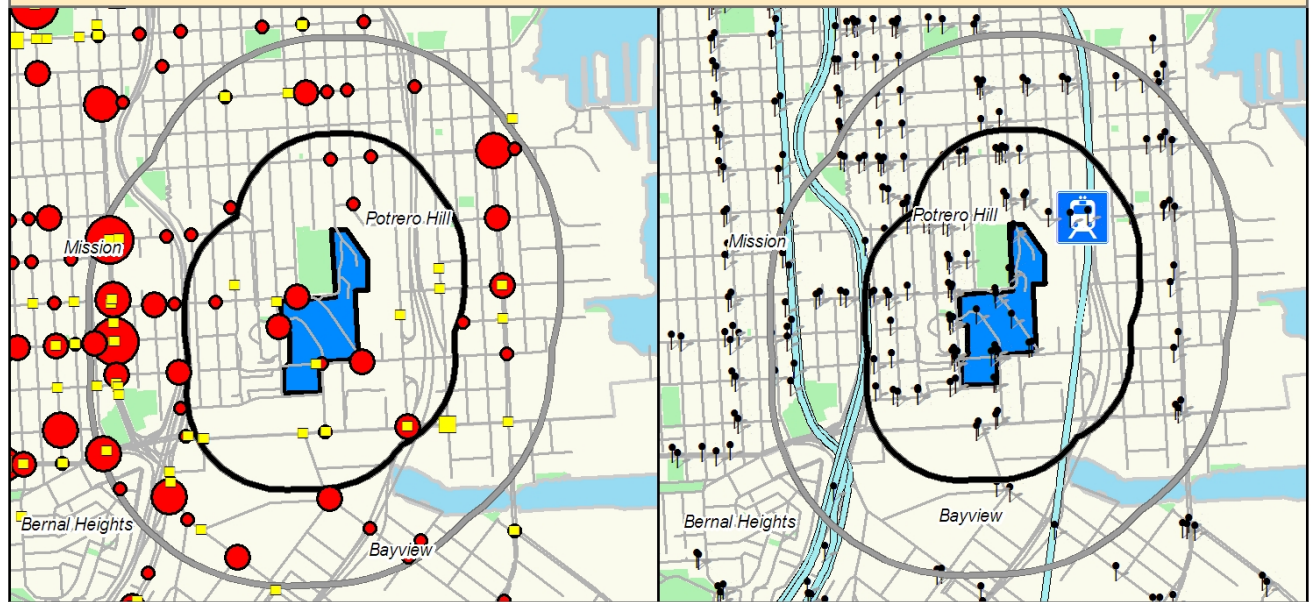 Potrero Hill
Mission
Bernal Heights
Bayview
Potrero Hill
Mission
Bernal Heights
Bayview